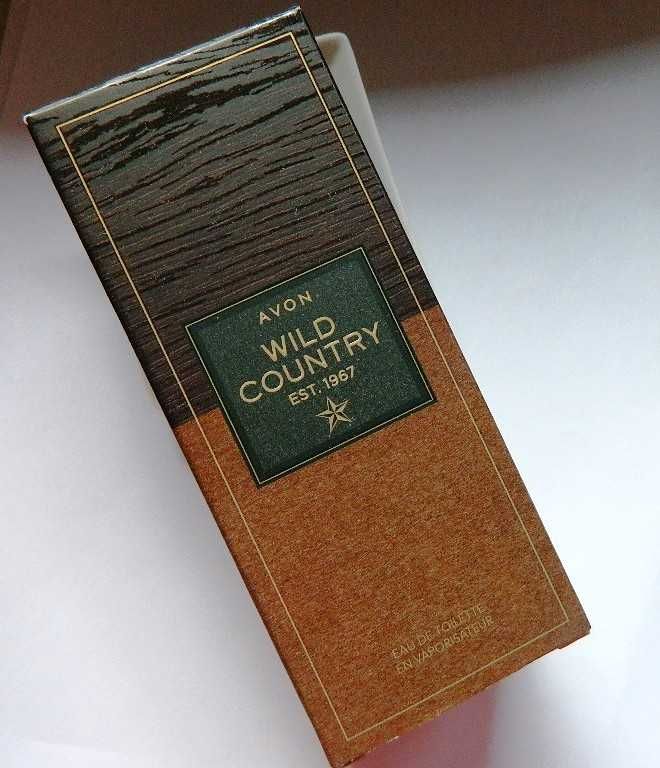 AVON
WILD
COUNTRY
EST. 1967
EAU DE TOILETTE
EN VAPORISATEUR